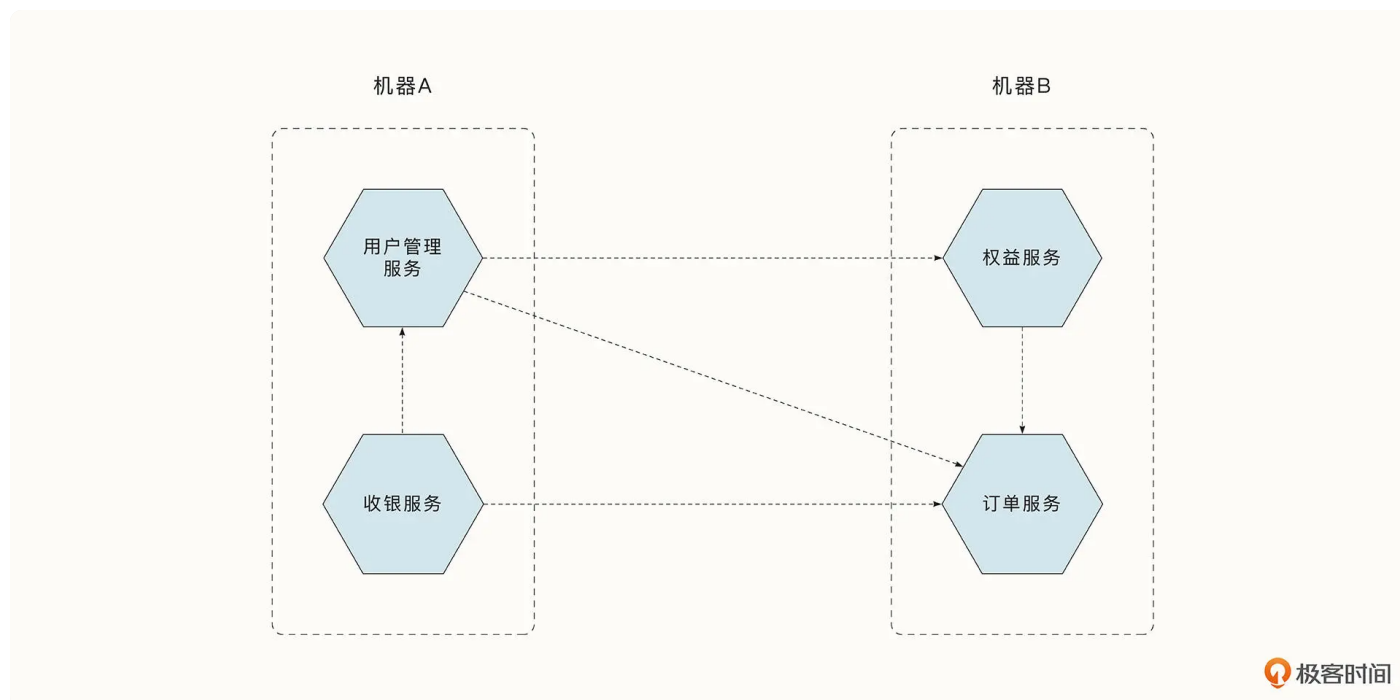 机器A
机器B
用户管理
服务
权益服务
收银服务
订单服务
极客时间